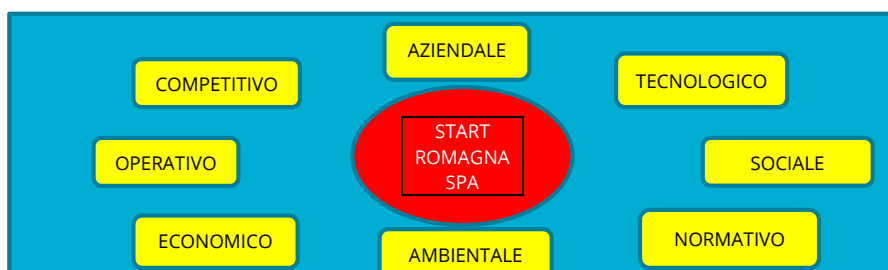 AZIENDALE
COMPETITIVO
TECNOLOGICO
START
ROMAGNA
SPA
OPERATIVO
SOCIALE
ECONOMICO
NORMATIVO
AMBIENTALE